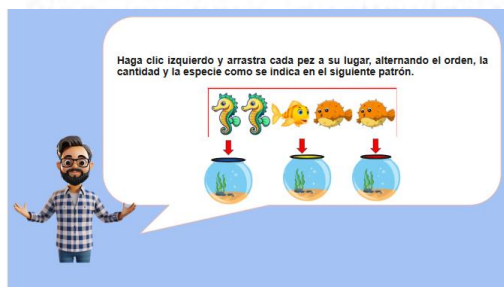 Haga clic izquierdo y arrastra cada pez a su lugar, alternando el orden, la
cantidad y la especie como se indica en el siguiente patrón.